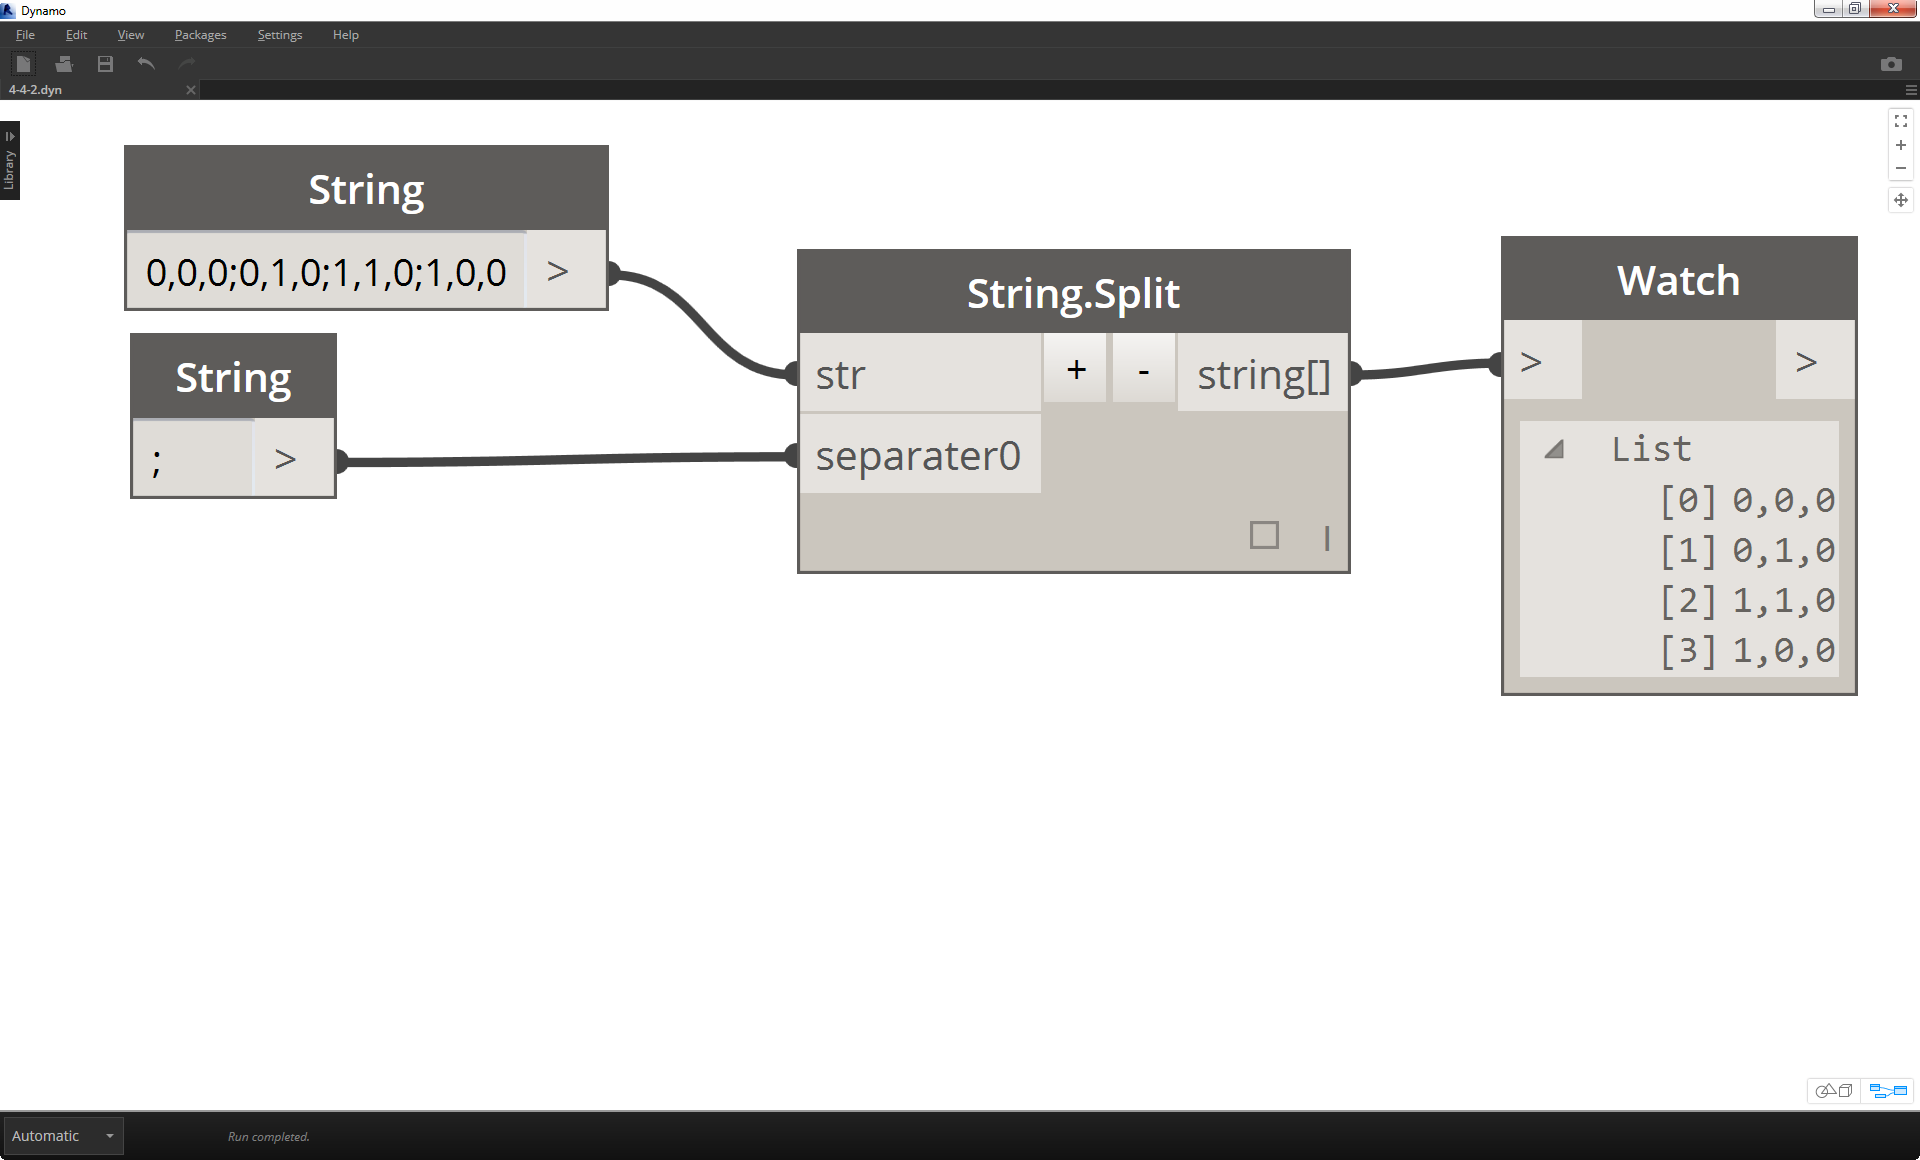 Dynamo
File Edit View Packages Settings Help
4-4-2.dyn
Library
String
0,0,0;0,1,0;1,1,0;1,0,0 >
String
; >
String.Split
str + - string[]
separater0
Watch
> >
List
[0] 0,0,0
[1] 0,1,0
[2] 1,1,0
[3] 1,0,0
Automatic
Run completed.